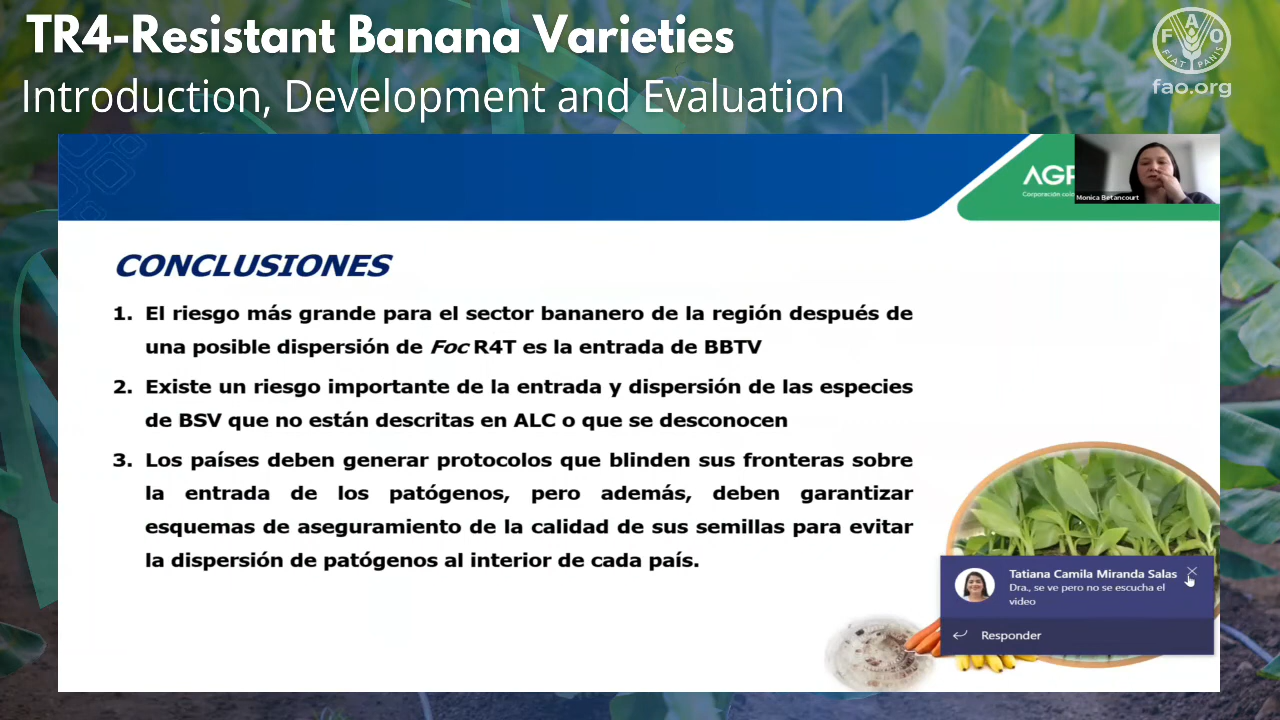 TR4-Resistant Banana Varieties
Introduction, Development and Evaluation
F A O
FIAT PANIS
fao.org
AGR
Monica Betancourt
CONCLUSIONES
1. El riesgo más grande para el sector bananero de la región después de
una posible dispersión de Foc R4T es la entrada de BBTV
2. Existe un riesgo importante de la entrada y dispersión de las especies
de BSV que no están descritas en ALC o que se desconocen
3. Los países deben generar protocolos que blinden sus fronteras sobre
la entrada de los patógenos, pero además, deben garantizar
esquemas de aseguramiento de la calidad de sus semillas para evitar
la dispersión de patógenos al interior de cada país.
Tatiana Camila Miranda Salas
Dra., se ve pero no se escucha el
video
Responder